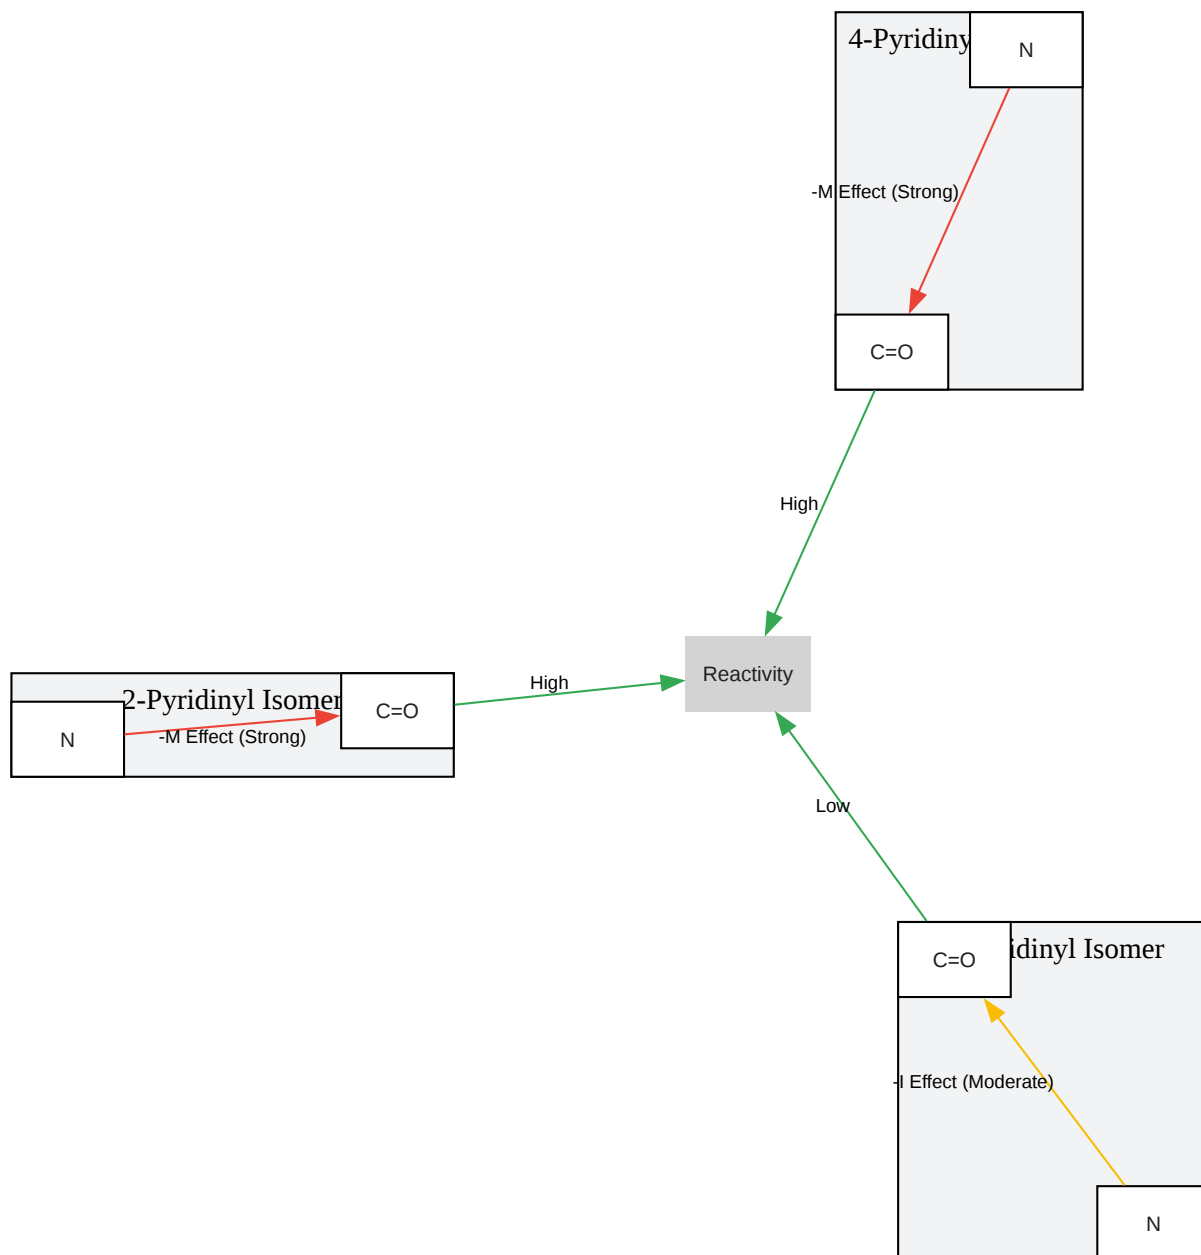 4-Pyridiny
N
-M Effect (Strong)
C=O
High
Reactivity
2-Pyridinyl Isomer
C=O
High
N
-M Effect (Strong)
Low
C=O
idinyl Isomer
-I Effect (Moderate)
N